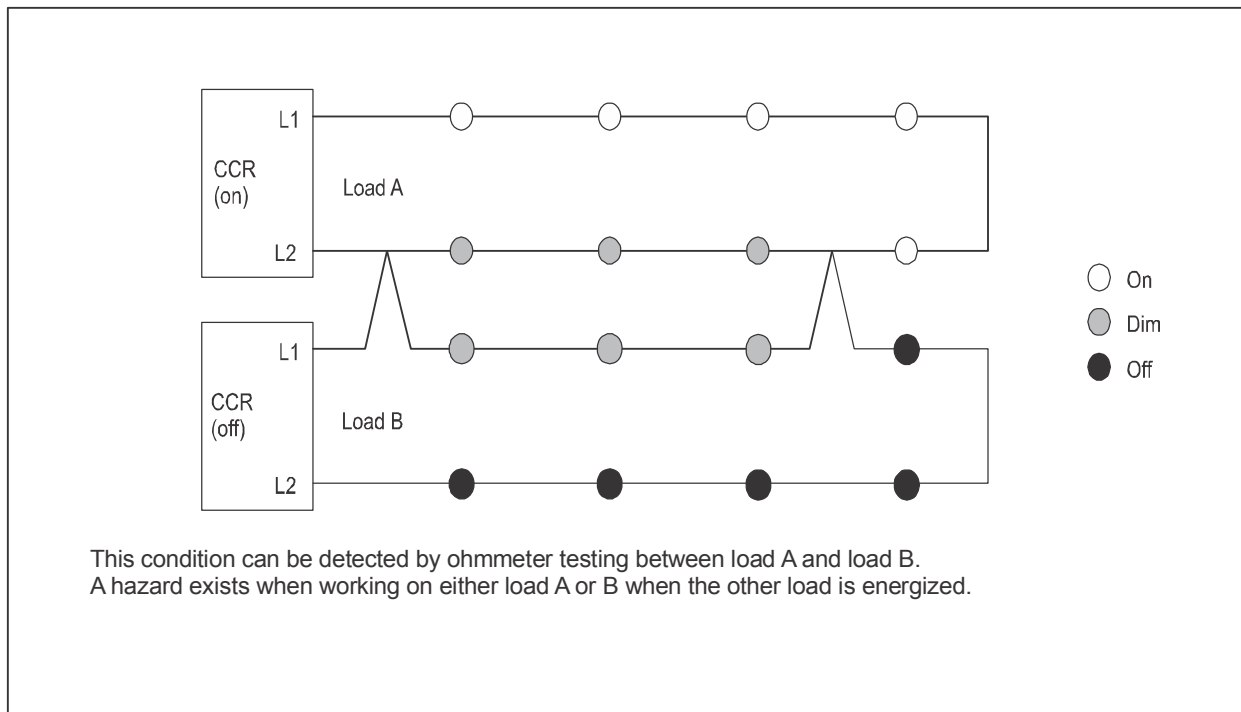 L1
CCR
(on)
Load A
L2
On
Dim
Off
L1
CCR
(off)
Load B
L2
This condition can be detected by ohmmeter testing between load A and load B.
A hazard exists when working on either load A or B when the other load is energized.